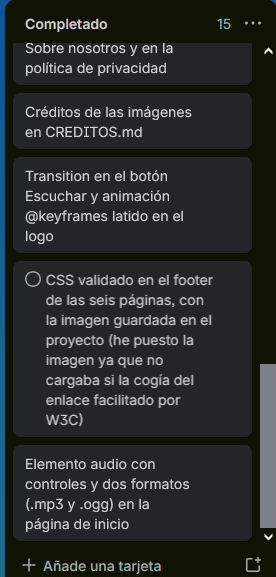 Completado 15
Sobre nosotros y en la
política de privacidad
Créditos de las imágenes
en CREDITOS.md
Transition en el botón
Escuchar y animación
@keyframes latido en el
logo
CSS validado en el footer
de las seis páginas, con
la imagen guardada en el
proyecto (he puesto la
imagen ya que no
cargaba si la cogía del
enlace facilitado por
W3C)
Elemento audio con
controles y dos formatos
(.mp3 y .ogg) en la
página de inicio
Añade una tarjeta